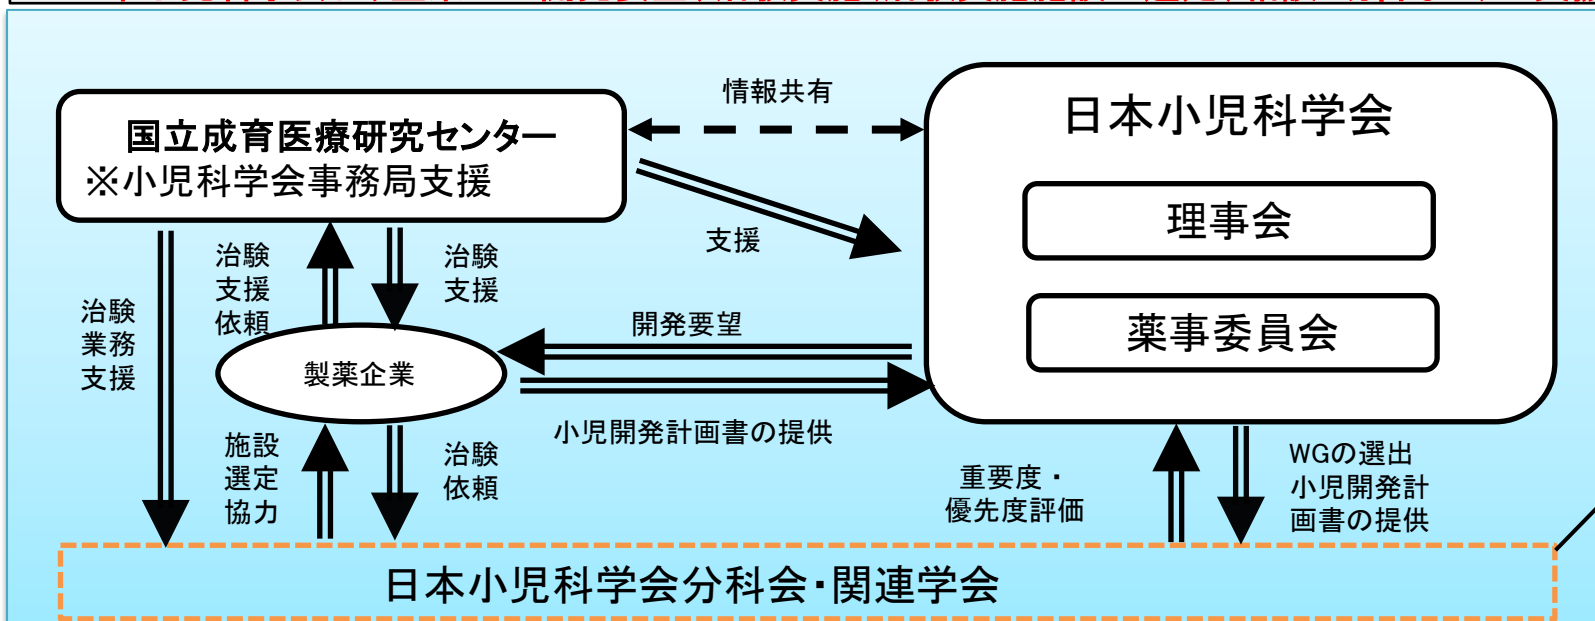 情報共有
日本小児科学会
国立成育医療研究センター
※小児科学会事務局支援
理事会
支援
治験
支援
依頼
治験
支援
治験
業務
支援
開発要望
薬事委員会
製薬企業
小児開発計画書の提供
施設
選定
協力
治験
依頼
重要度・
優先度評価
WGの選出
小児開発計
画書の提供
日本小児科学会分科会・関連学会